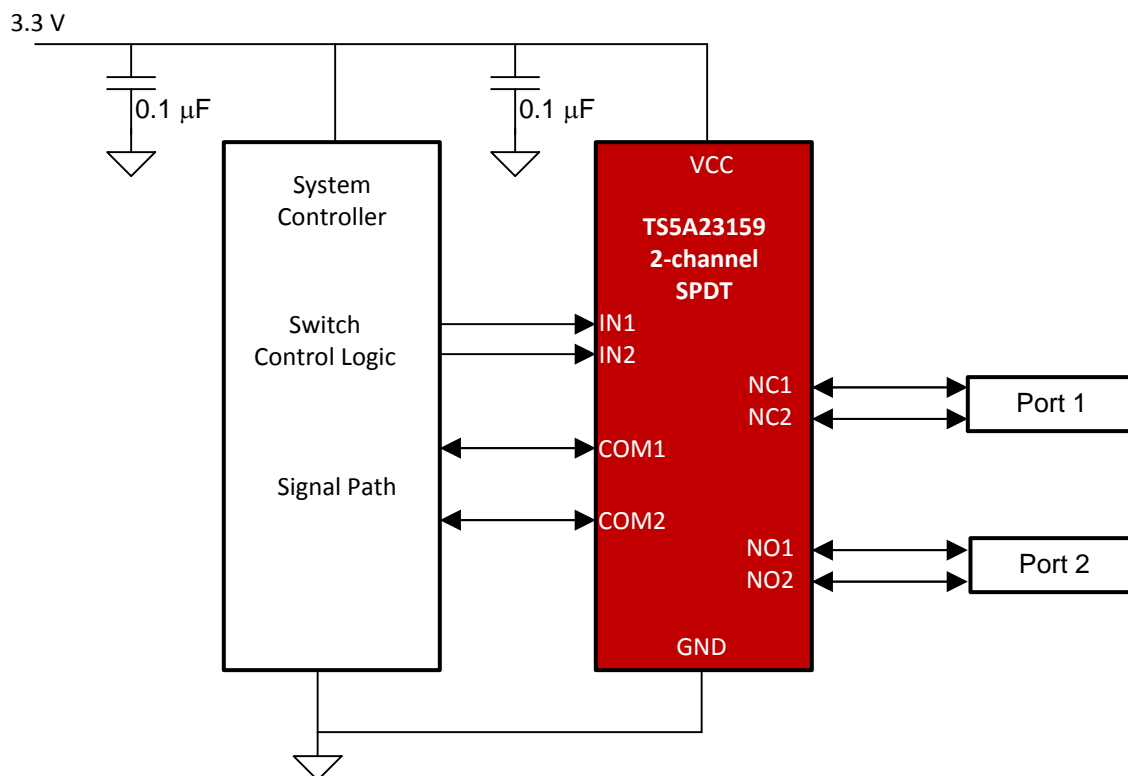 3.3 V
0.1 μF
0.1 μF
System
Controller
Switch
Control Logic
Signal Path
VCC
TS5A23159
2-channel
SPDT
IN1
IN2
COM1
COM2
NC1
NC2
NO1
NO2
GND
Port 1
Port 2